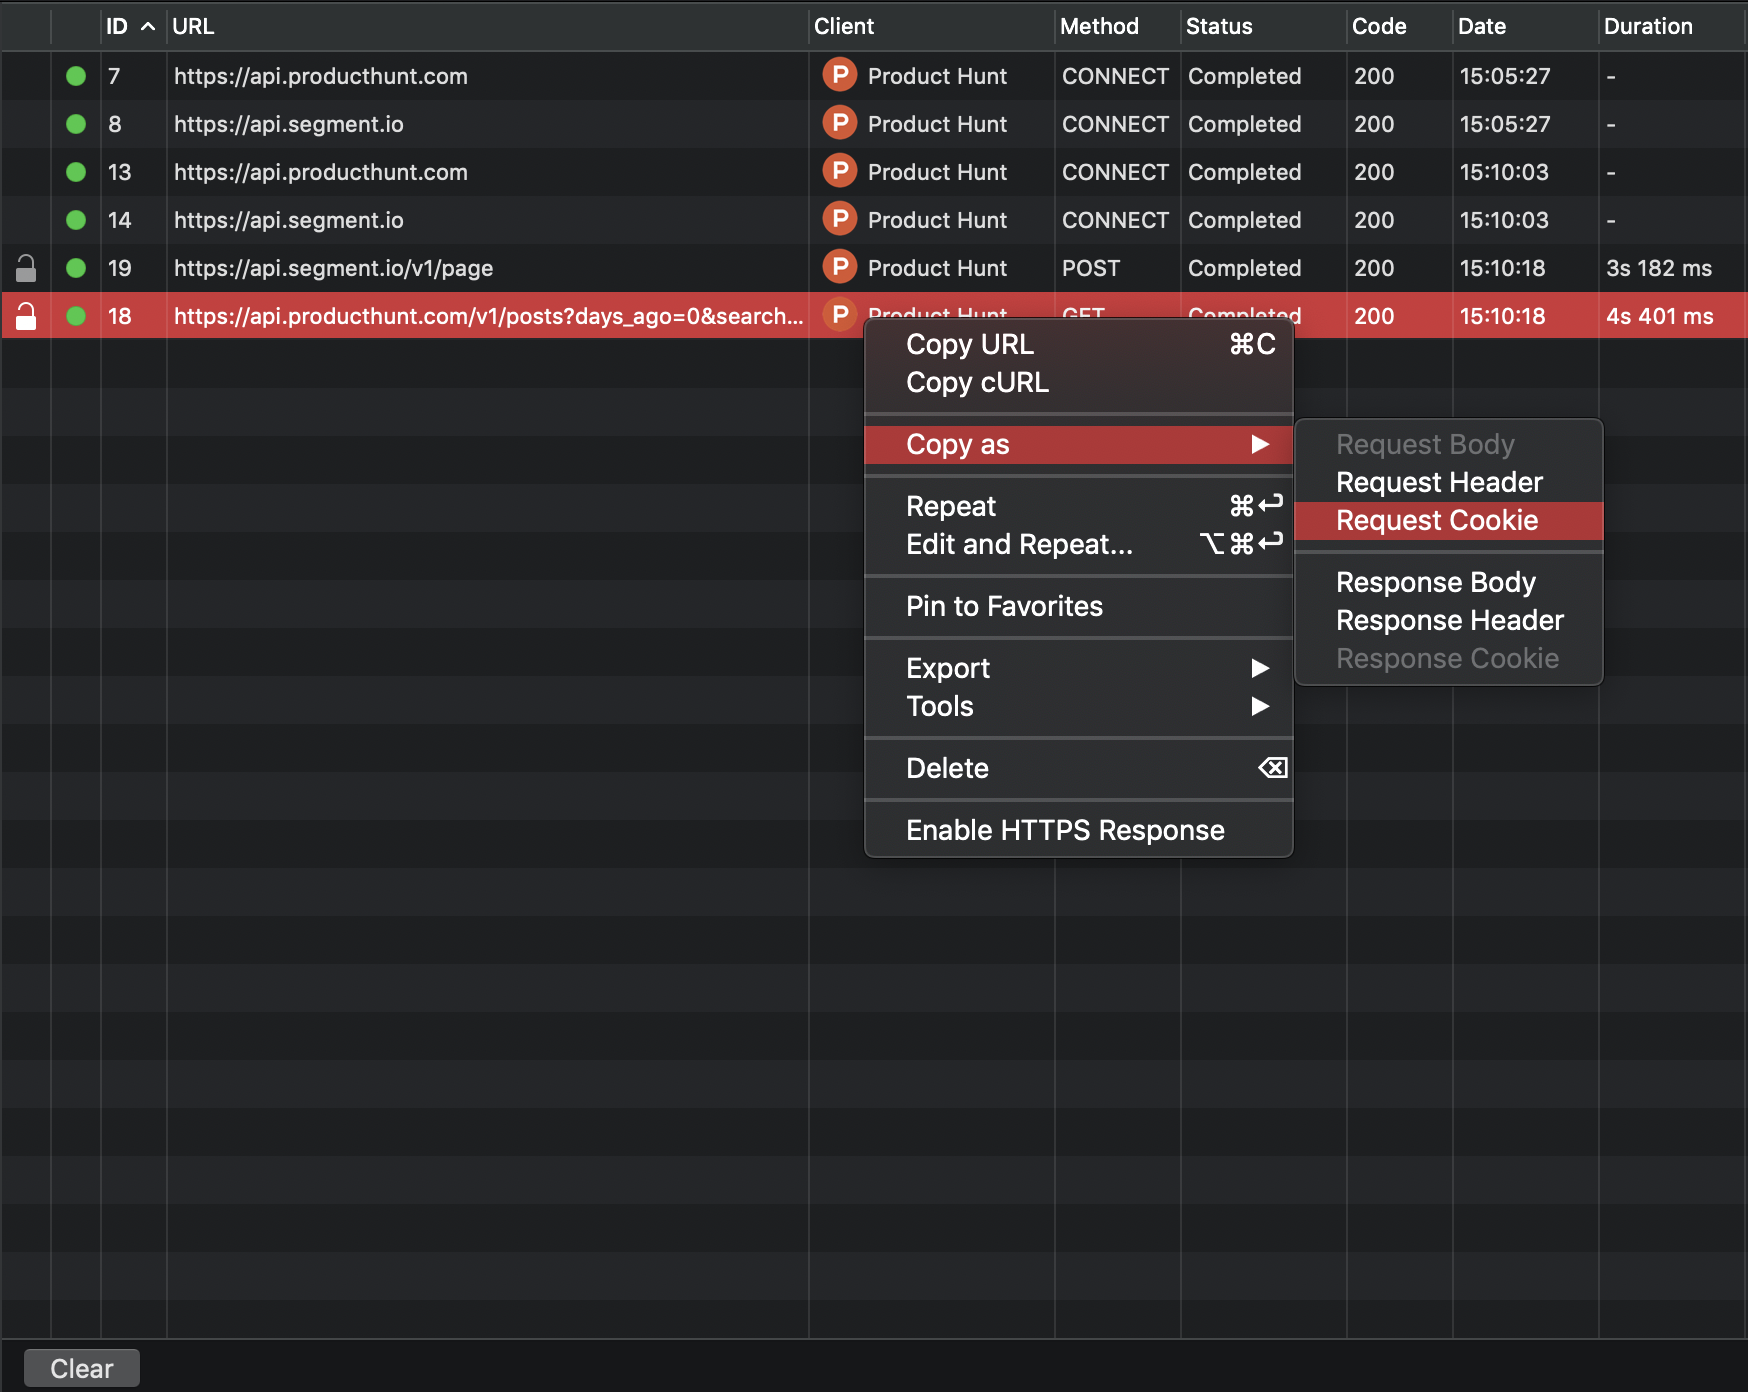 ID URL Client Method Status Code Date Duration
7 https://api.producthunt.com P Product Hunt CONNECT Completed 200 15:05:27 -
8 https://api.segment.io P Product Hunt CONNECT Completed 200 15:05:27 -
13 https://api.producthunt.com P Product Hunt CONNECT Completed 200 15:10:03 -
14 https://api.segment.io P Product Hunt CONNECT Completed 200 15:10:03 -
19 https://api.segment.io/v1/page P Product Hunt POST Completed 200 15:10:18 3s 182 ms
18 https://api.producthunt.com/v1/posts?days_ago=0&search... P Product Hunt GET Completed 200 15:10:18 4s 401 ms
Copy URL ⌘C
Copy cURL
Copy as ▶
Repeat ⌘↩
Edit and Repeat... ⌥⌘↩
Pin to Favorites
Export ▶
Tools ▶
Delete ⌫
Enable HTTPS Response
Request Body
Request Header
Request Cookie
Response Body
Response Header
Response Cookie
Clear